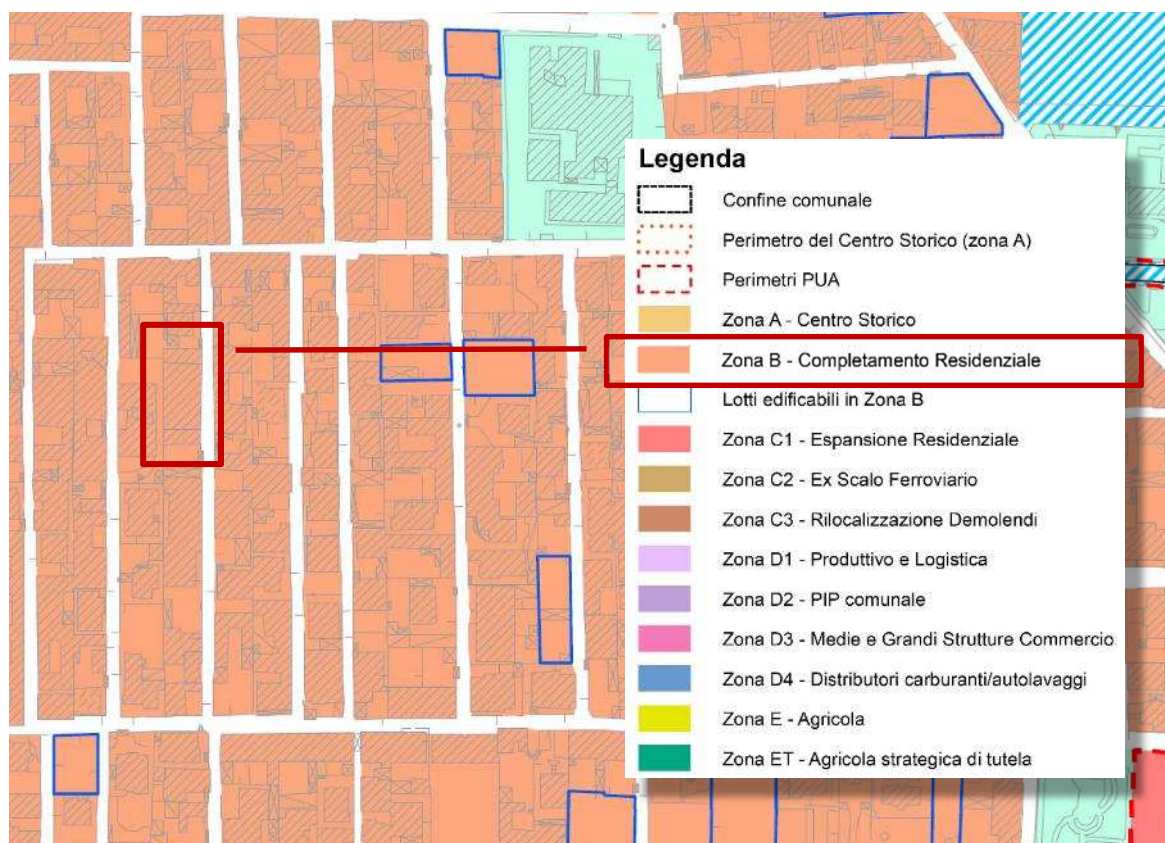 Legenda
Confine comunale
Perimetro del Centro Storico (zona A)
Perimetri PUA
Zona A - Centro Storico
Zona B - Completamento Residenziale
Lotti edificabili in Zona B
Zona C1 - Espansione Residenziale
Zona C2 - Ex Scalo Ferroviario
Zona C3 - Rilocalizzazione Demolendi
Zona D1 - Produttivo e Logistica
Zona D2 - PIP comunale
Zona D3 - Medie e Grandi Strutture Commercio
Zona D4 - Distributori carburanti/autolavaggi
Zona E - Agricola
Zona ET - Agricola strategica di tutela